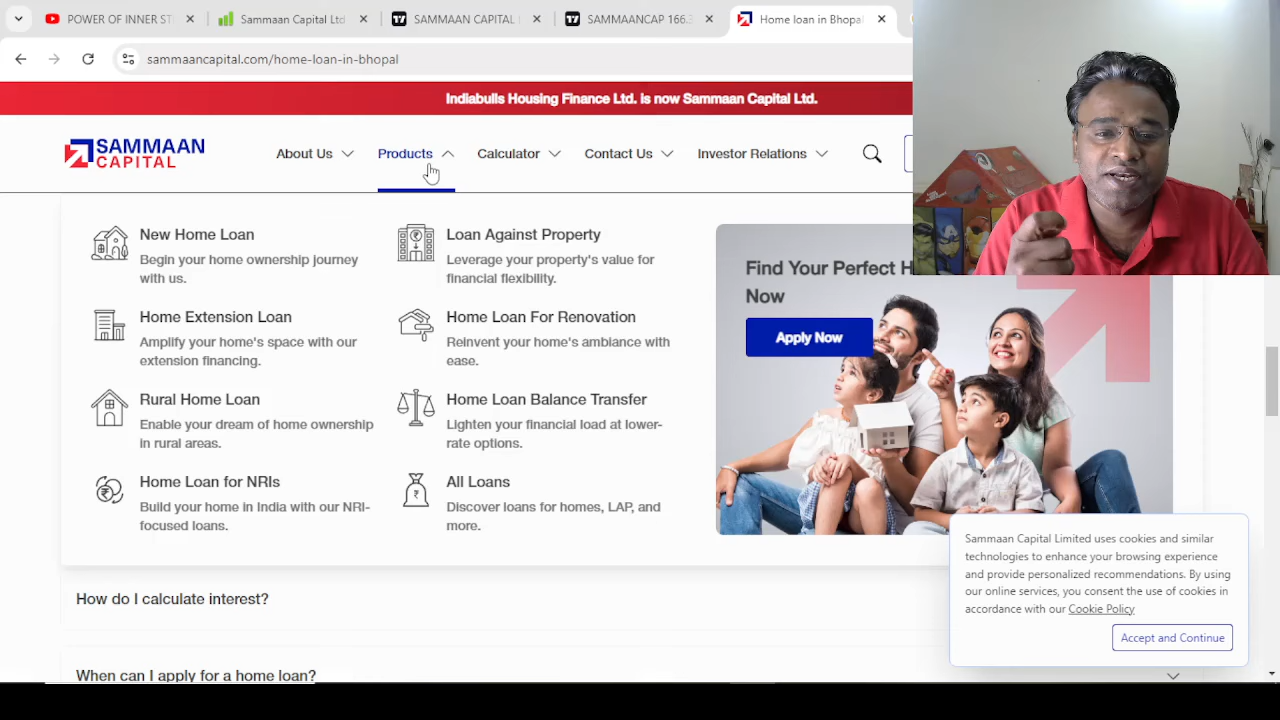 POWER OF INNER ST
Sammaan Capital Ltd
SAMMAAN CAPITAL
SAMMAANCAP 166.
Home loan in Bhopal
sammaancapital.com/home-loan-in-bhopal
Indiabulls Housing Finance Ltd. is now Sammaan Capital Ltd.
SAMMAAN
CAPITAL
About Us
Products
Calculator
Contact Us
Investor Relations
New Home Loan
Begin your home ownership journey
with us.
Home Extension Loan
Amplify your home's space with our
extension financing.
Rural Home Loan
Enable your dream of home ownership
in rural areas.
Home Loan for NRIs
Build your home in India with our NRI-
focused loans.
Loan Against Property
Leverage your property's value for
financial flexibility.
Home Loan For Renovation
Reinvent your home's ambiance with
ease.
Home Loan Balance Transfer
Lighten your financial load at lower-
rate options.
All Loans
Discover loans for homes, LAP, and
more.
Find Your Perfect H
Now
Apply Now
How do I calculate interest?
When can I apply for a home loan?
Sammaan Capital Limited uses cookies and similar
technologies to enhance your browsing experience
and provide personalized recommendations. By using
our online services, you consent the use of cookies in
accordance with our Cookie Policy
Accept and Continue